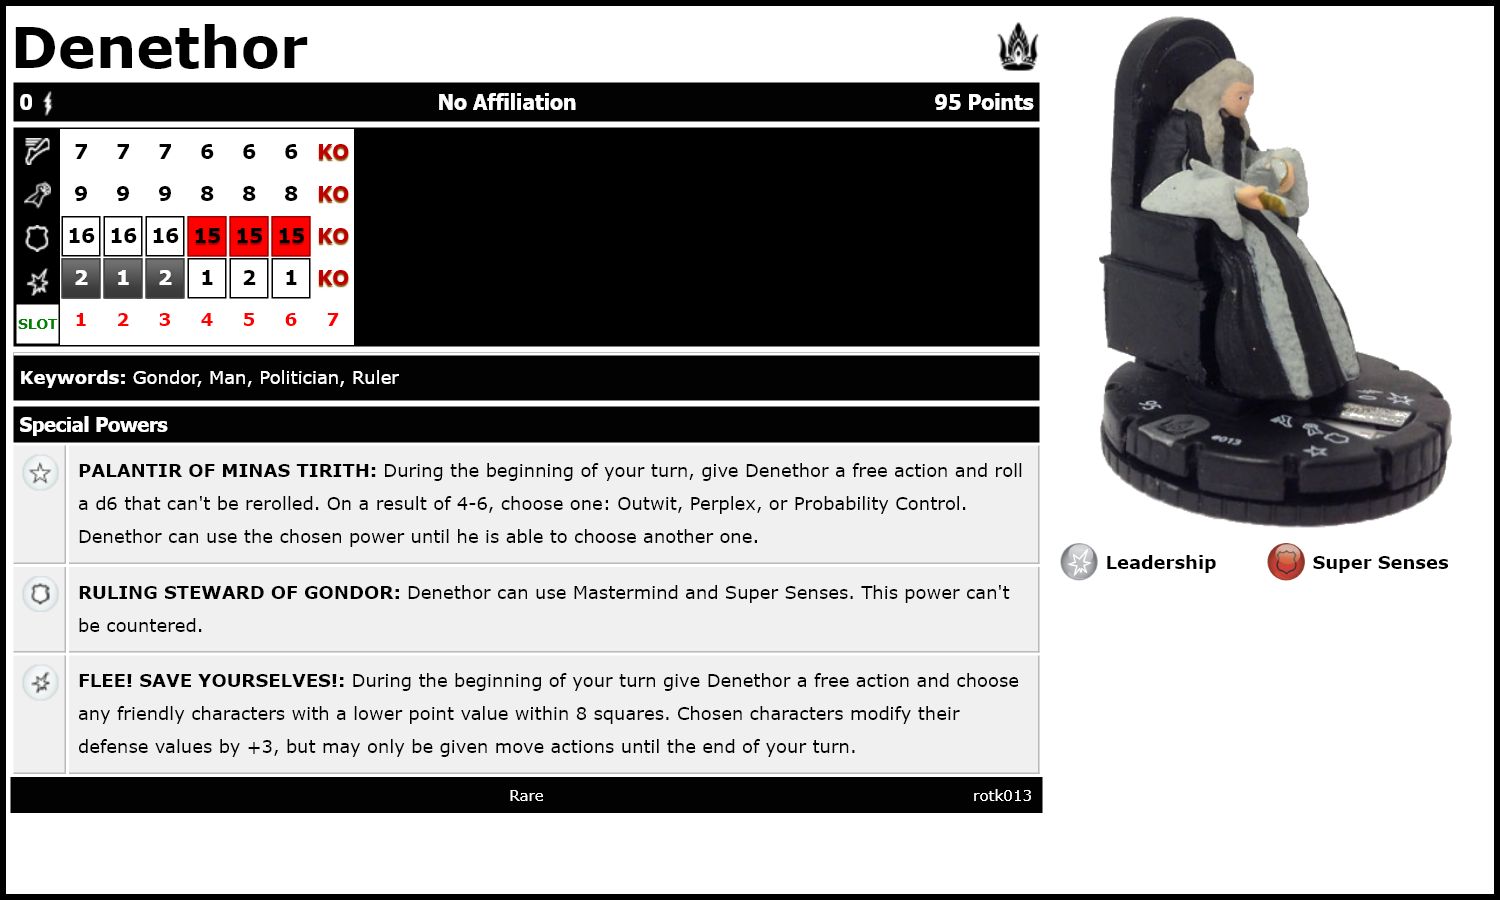 Denethor
0 No Affiliation 95 Points
7 7 7 6 6 6 KO
9 9 9 8 8 8 KO
16 16 16 15 15 15 KO
2 1 2 1 2 1 KO
SLOT 1 2 3 4 5 6 7
Keywords: Gondor, Man, Politician, Ruler
Special Powers
PALANTIR OF MINAS TIRITH: During the beginning of your turn, give Denethor a free action and roll
a d6 that can't be rerolled. On a result of 4-6, choose one: Outwit, Perplex, or Probability Control.
Denethor can use the chosen power until he is able to choose another one.
RULING STEWARD OF GONDOR: Denethor can use Mastermind and Super Senses. This power can't
be countered.
FLEE! SAVE YOURSELVES!: During the beginning of your turn give Denethor a free action and choose
any friendly characters with a lower point value within 8 squares. Chosen characters modify their
defense values by +3, but may only be given move actions until the end of your turn.
Rare rotk013
95
#013
0
Leadership Super Senses